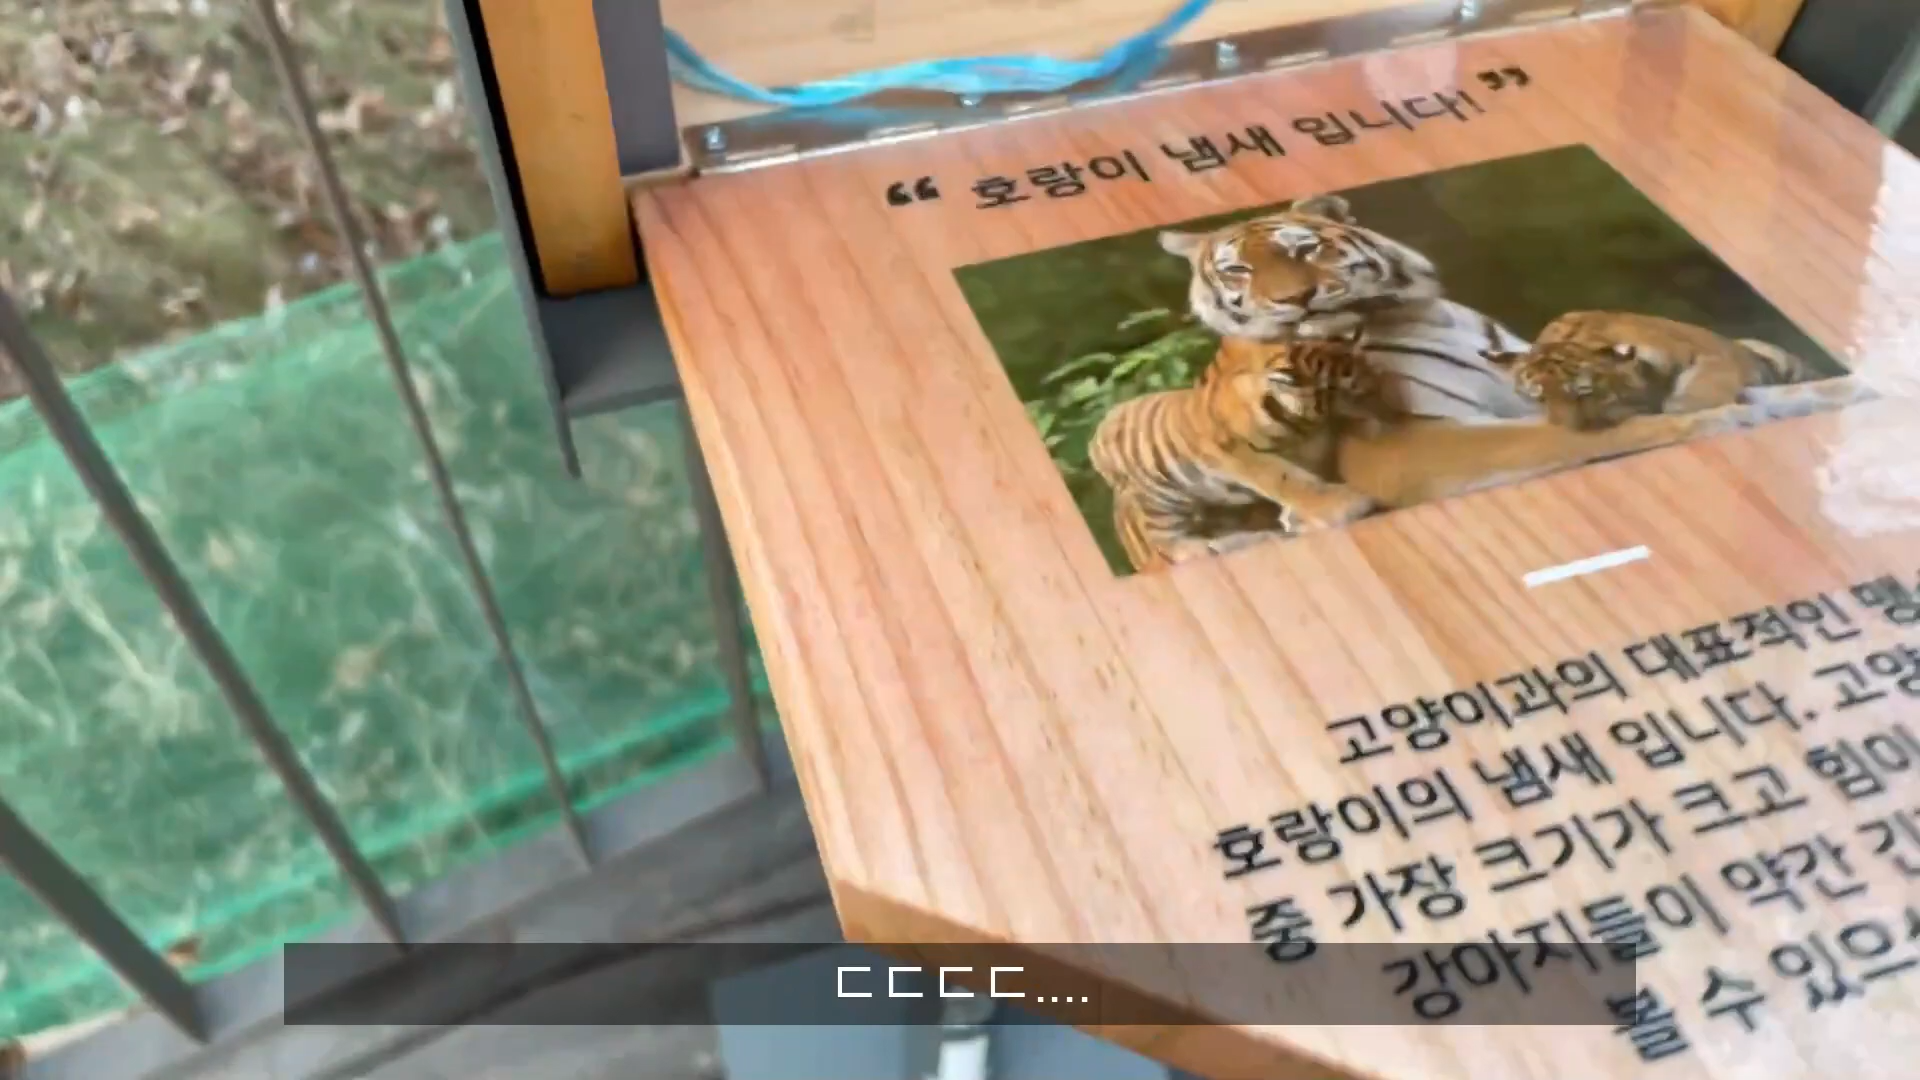 “ 호랑이 냄새 입니다! ”
고양이과의 대표적인
호랑이의 냄새 입니다. 고양
중 가장 크기가 크고 힘이
강아지들이 약간 긴
볼 수 있으
ㄷㄷㄷㄷ....